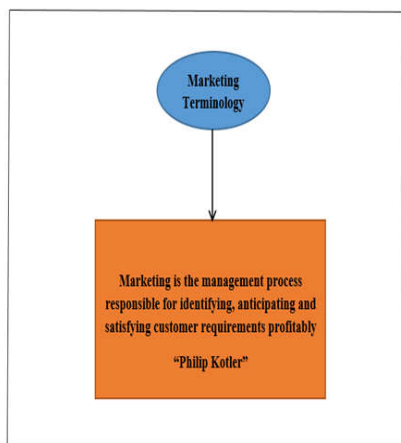 Marketing
Terminology
Marketing is the management process
responsible for identifying, anticipating and
satisfying customer requirements profitably
“Philip Kotler”